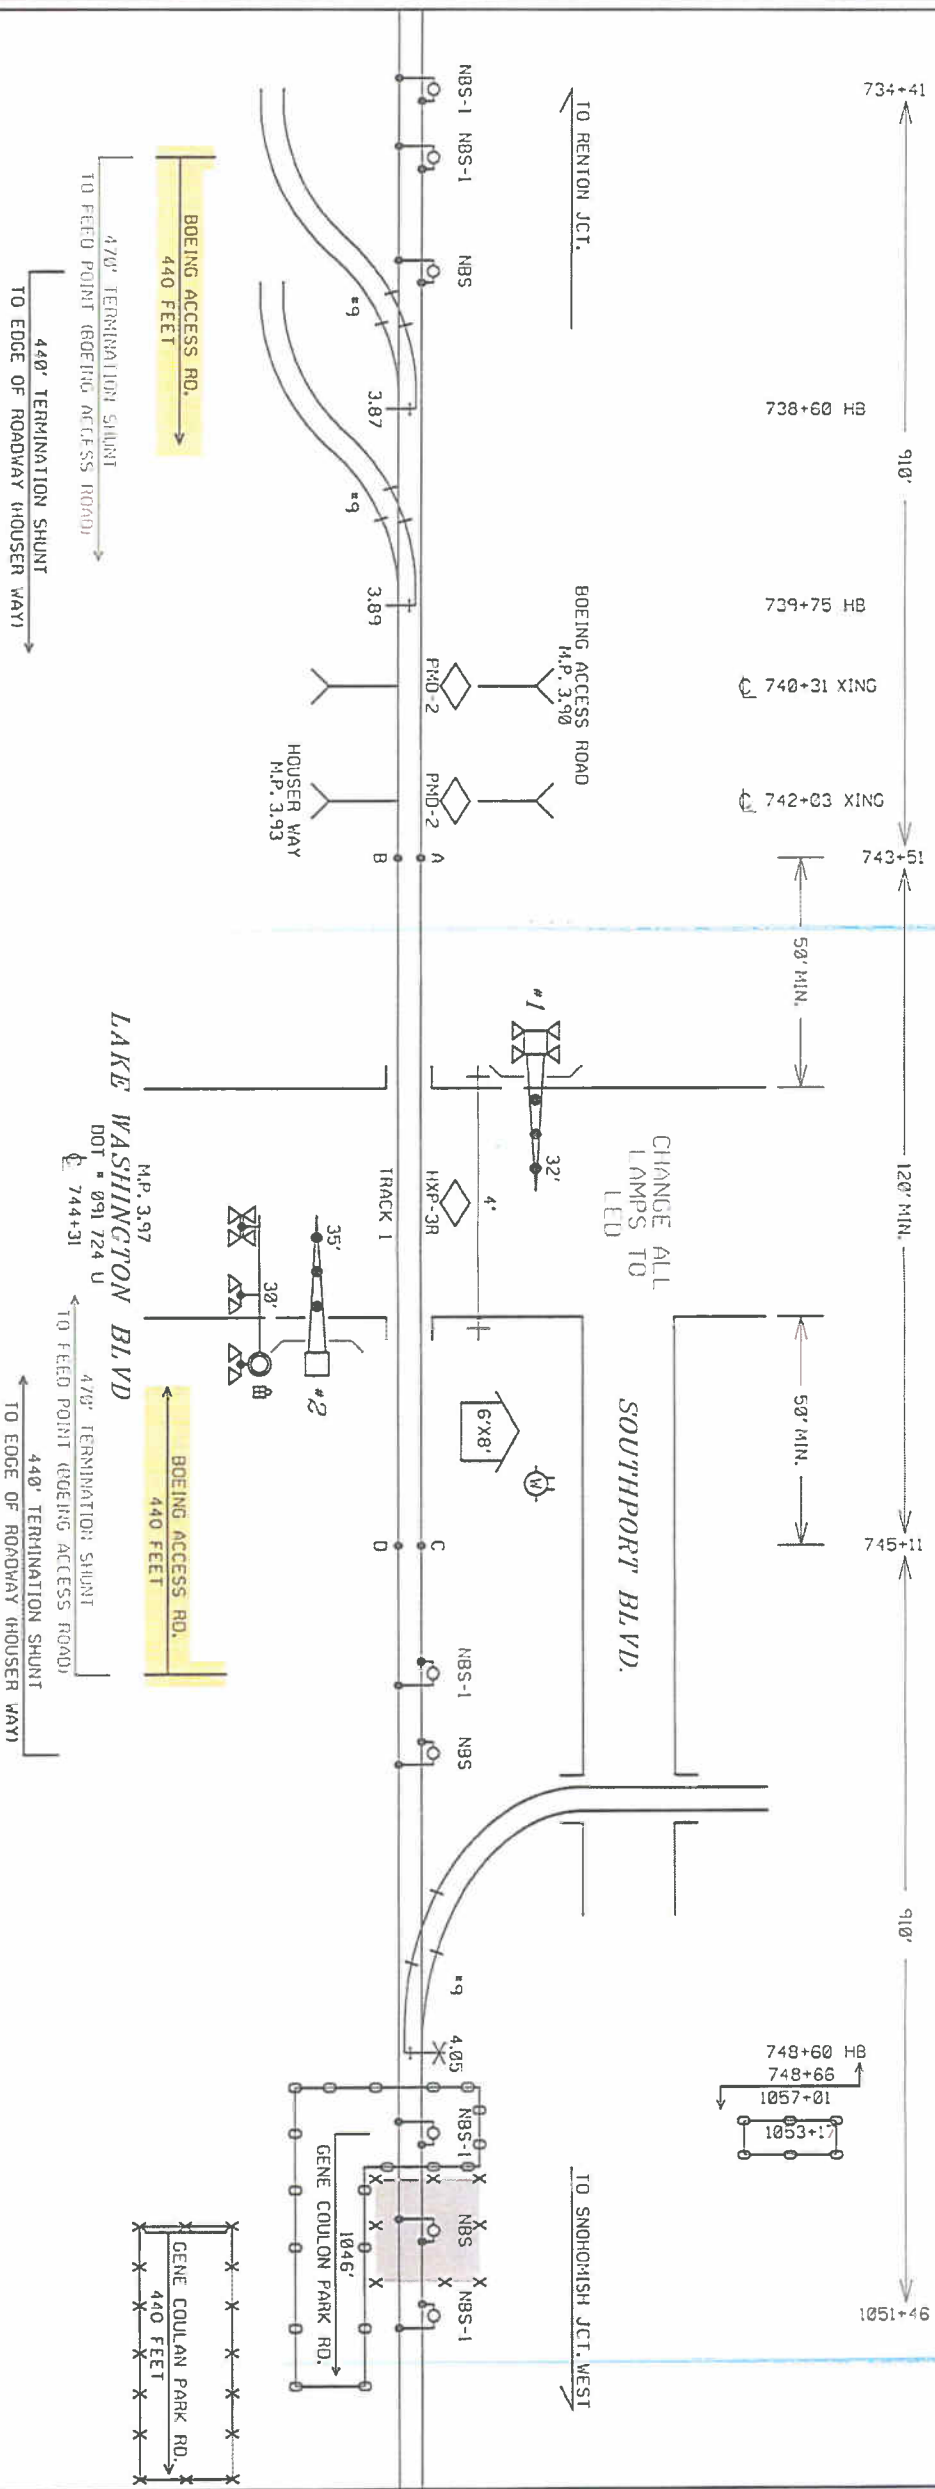 734+41
910'
743+51
120' MIN.
745+11
910'
1051+46
738+60 HB
739+75 HB
℄ 740+31 XING
℄ 742+03 XING
50' MIN.
50' MIN.
748+60 HB
748+66
1057+01
1053+17
TO RENTON JCT.
BOEING ACCESS ROAD
M.P. 3.90
CHANGE ALL
LAMPS TO
LED
SOUTHPORT BLVD.
TO SNOHOMISH JCT. WEST
NBS-1
NBS-1
NBS
PMD-2
PMD-2
A
#1
32'
4'
HXP-3R
6'X8'
W
C
NBS-1
NBS
#9
4.05
NBS-1
NBS
NBS-1
#9
3.87
#9
3.89
B
TRACK 1
D
HOUSER WAY
M.P. 3.93
35'
#2
30'
LAKE WASHINGTON BLVD
M.P. 3.97
DOT # 091 724 U
℄ 744+31
1046'
GENE COULON PARK RD.
BOEING ACCESS RD.
440 FEET
BOEING ACCESS RD.
440 FEET
GENE COULAN PARK RD.
440 FEET
470' TERMINATION SHUNT
TO FEED POINT (BOEING ACCESS ROAD)
470' TERMINATION SHUNT
TO FEED POINT (BOEING ACCESS ROAD)
440' TERMINATION SHUNT
TO EDGE OF ROADWAY (HOUSER WAY)
440' TERMINATION SHUNT
TO EDGE OF ROADWAY (HOUSER WAY)